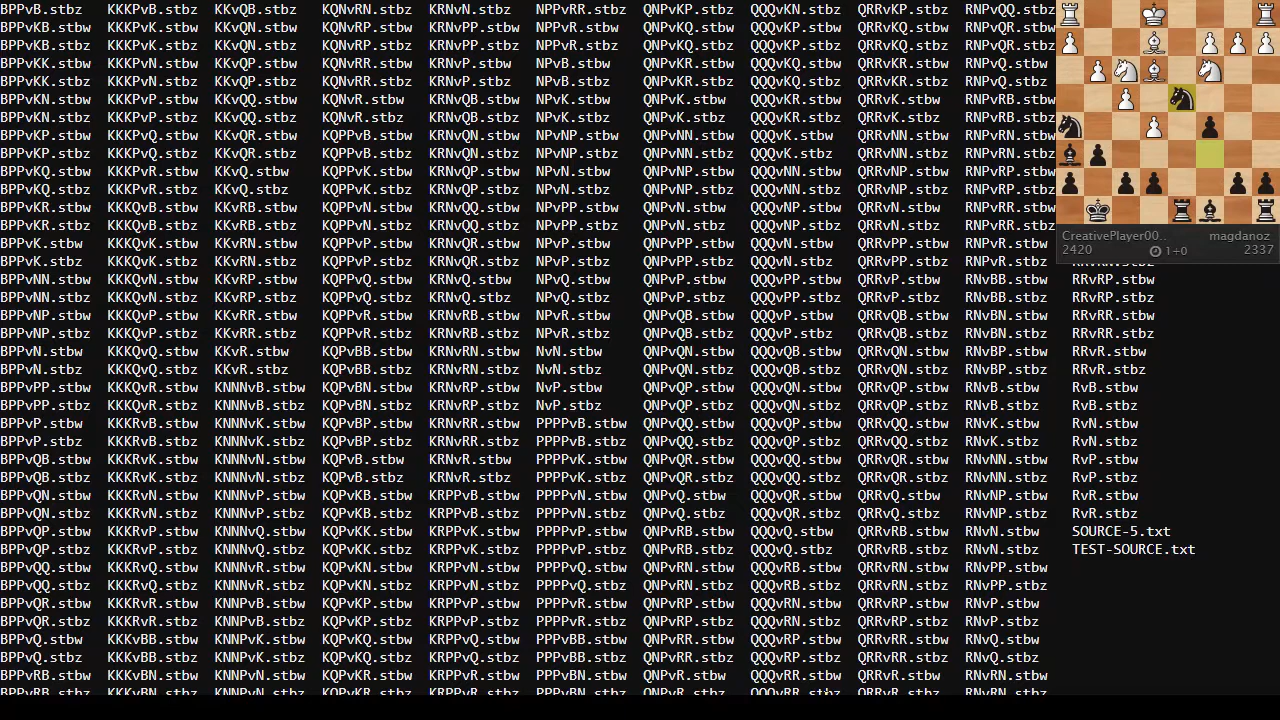 BPPvB.stbz KKKPvB.stbz KKvQB.stbz KQNvRN.stbz KRNvN.stbz NPPvRR.stbz QNPvKP.stbz QQQvKN.stbz QRRvKP.stbz RNPvQQ.stbz
BPPvKB.stbw KKKPvK.stbw KKvQN.stbw KQNvRP.stbw KRNvPP.stbw NPPvR.stbw QNPvKQ.stbw QQQvKP.stbw QRRvKQ.stbw RNPvQR.stbw
BPPvKB.stbz KKKPvK.stbz KKvQN.stbz KQNvRP.stbz KRNvPP.stbz NPPvR.stbz QNPvKQ.stbz QQQvKP.stbz QRRvKQ.stbz RNPvQR.stbz
BPPvKK.stbw KKKPvN.stbw KKvQP.stbw KQNvRR.stbw KRNvP.stbw NPvB.stbw QNPvKR.stbw QQQvKQ.stbw QRRvKR.stbw RNPvQ.stbw
BPPvKK.stbz KKKPvN.stbz KKvQP.stbz KQNvRR.stbz KRNvP.stbz NPvB.stbz QNPvKR.stbz QQQvKQ.stbz QRRvKR.stbz RNPvQ.stbz
BPPvKN.stbw KKKPvP.stbw KKvQQ.stbw KQNvR.stbw KRNvQB.stbw NPvK.stbw QNPvK.stbw QQQvKR.stbw QRRvK.stbw RNPvRB.stbw
BPPvKN.stbz KKKPvP.stbz KKvQQ.stbz KQNvR.stbz KRNvQB.stbz NPvK.stbz QNPvK.stbz QQQvKR.stbz QRRvK.stbz RNPvRB.stbz
BPPvKP.stbw KKKPvQ.stbw KKvQR.stbw KQPPvB.stbw KRNvQN.stbw NPvNP.stbw QNPvNN.stbw QQQvK.stbw QRRvNN.stbw RNPvRN.stbw
BPPvKP.stbz KKKPvQ.stbz KKvQR.stbz KQPPvB.stbz KRNvQN.stbz NPvNP.stbz QNPvNN.stbz QQQvK.stbz QRRvNN.stbz RNPvRN.stbz
BPPvKQ.stbw KKKPvR.stbw KKvQ.stbw KQPPvK.stbw KRNvQP.stbw NPvN.stbw QNPvNP.stbw QQQvNN.stbw QRRvNP.stbw RNPvRP.stbw
BPPvKQ.stbz KKKPvR.stbz KKvQ.stbz KQPPvK.stbz KRNvQP.stbz NPvN.stbz QNPvNP.stbz QQQvNN.stbz QRRvNP.stbz RNPvRP.stbz
BPPvKR.stbw KKKQvB.stbw KKvRB.stbw KQPPvN.stbw KRNvQQ.stbw NPvPP.stbw QNPvN.stbw QQQvNP.stbw QRRvN.stbw RNPvRR.stbw
BPPvKR.stbz KKKQvB.stbz KKvRB.stbz KQPPvN.stbz KRNvQQ.stbz NPvPP.stbz QNPvN.stbz QQQvNP.stbz QRRvN.stbz RNPvRR.stbz
BPPvK.stbw KKKQvK.stbw KKvRN.stbw KQPPvP.stbw KRNvQR.stbw NPvP.stbw QNPvPP.stbw QQQvN.stbw QRRvPP.stbw RNPvR.stbw
BPPvK.stbz KKKQvK.stbz KKvRN.stbz KQPPvP.stbz KRNvQR.stbz NPvP.stbz QNPvPP.stbz QQQvN.stbz QRRvPP.stbz RNPvR.stbz
BPPvNN.stbw KKKQvN.stbw KKvRP.stbw KQPPvQ.stbw KRNvQ.stbw NPvQ.stbw QNPvP.stbw QQQvPP.stbw QRRvP.stbw RNvBB.stbw RRvRP.stbw
BPPvNN.stbz KKKQvN.stbz KKvRP.stbz KQPPvQ.stbz KRNvQ.stbz NPvQ.stbz QNPvP.stbz QQQvPP.stbz QRRvP.stbz RNvBB.stbz RRvRP.stbz
BPPvNP.stbw KKKQvP.stbw KKvRR.stbw KQPPvR.stbw KRNvRB.stbw NPvR.stbw QNPvQB.stbw QQQvP.stbw QRRvQB.stbw RNvBN.stbw RRvRR.stbw
BPPvNP.stbz KKKQvP.stbz KKvRR.stbz KQPPvR.stbz KRNvRB.stbz NPvR.stbz QNPvQB.stbz QQQvP.stbz QRRvQB.stbz RNvBN.stbz RRvRR.stbz
BPPvN.stbw KKKQvQ.stbw KKvR.stbw KQPvBB.stbw KRNvRN.stbw NvN.stbw QNPvQN.stbw QQQvQB.stbw QRRvQN.stbw RNvBP.stbw RRvR.stbw
BPPvN.stbz KKKQvQ.stbz KKvR.stbz KQPvBB.stbz KRNvRN.stbz NvN.stbz QNPvQN.stbz QQQvQB.stbz QRRvQN.stbz RNvBP.stbz RRvR.stbz
BPPvPP.stbw KKKQvR.stbw KNNNvB.stbw KQPvBN.stbw KRNvRP.stbw NvP.stbw QNPvQP.stbw QQQvQN.stbw QRRvQP.stbw RNvB.stbw RvB.stbw
BPPvPP.stbz KKKQvR.stbz KNNNvB.stbz KQPvBN.stbz KRNvRP.stbz NvP.stbz QNPvQP.stbz QQQvQN.stbz QRRvQP.stbz RNvB.stbz RvB.stbz
BPPvP.stbw KKKRvB.stbw KNNNvK.stbw KQPvBP.stbw KRNvRR.stbw PPPPvB.stbw QNPvQQ.stbw QQQvQP.stbw QRRvQQ.stbw RNvK.stbw RvN.stbw
BPPvP.stbz KKKRvB.stbz KNNNvK.stbz KQPvBP.stbz KRNvRR.stbz PPPPvB.stbz QNPvQQ.stbz QQQvQP.stbz QRRvQQ.stbz RNvK.stbz RvN.stbz
BPPvQB.stbw KKKRvK.stbw KNNNvN.stbw KQPvB.stbw KRNvR.stbw PPPPvK.stbw QNPvQR.stbw QQQvQQ.stbw QRRvQR.stbw RNvNN.stbw RvP.stbw
BPPvQB.stbz KKKRvK.stbz KNNNvN.stbz KQPvB.stbz KRNvR.stbz PPPPvK.stbz QNPvQR.stbz QQQvQQ.stbz QRRvQR.stbz RNvNN.stbz RvP.stbz
BPPvQN.stbw KKKRvN.stbw KNNNvP.stbw KQPvKB.stbw KRPPvB.stbw PPPPvN.stbw QNPvQ.stbw QQQvQR.stbw QRRvQ.stbw RNvNP.stbw RvR.stbw
BPPvQN.stbz KKKRvN.stbz KNNNvP.stbz KQPvKB.stbz KRPPvB.stbz PPPPvN.stbz QNPvQ.stbz QQQvQR.stbz QRRvQ.stbz RNvNP.stbz RvR.stbz
BPPvQP.stbw KKKRvP.stbw KNNNvQ.stbw KQPvKK.stbw KRPPvK.stbw PPPPvP.stbw QNPvRB.stbw QQQvQ.stbw QRRvRB.stbw RNvN.stbw SOURCE-5.txt
BPPvQP.stbz KKKRvP.stbz KNNNvQ.stbz KQPvKK.stbz KRPPvK.stbz PPPPvP.stbz QNPvRB.stbz QQQvQ.stbz QRRvRB.stbz RNvN.stbz TEST-SOURCE.txt
BPPvQQ.stbw KKKRvQ.stbw KNNNvR.stbw KQPvKN.stbw KRPPvN.stbw PPPPvQ.stbw QNPvRN.stbw QQQvRB.stbw QRRvRN.stbw RNvPP.stbw
BPPvQQ.stbz KKKRvQ.stbz KNNNvR.stbz KQPvKN.stbz KRPPvN.stbz PPPPvQ.stbz QNPvRN.stbz QQQvRB.stbz QRRvRN.stbz RNvPP.stbz
BPPvQR.stbw KKKRvR.stbw KNNPvB.stbw KQPvKP.stbw KRPPvP.stbw PPPPvR.stbw QNPvRP.stbw QQQvRN.stbw QRRvRP.stbw RNvP.stbw
BPPvQR.stbz KKKRvR.stbz KNNPvB.stbz KQPvKP.stbz KRPPvP.stbz PPPPvR.stbz QNPvRP.stbz QQQvRN.stbz QRRvRP.stbz RNvP.stbz
BPPvQ.stbw KKKvBB.stbw KNNPvK.stbw KQPvKQ.stbw KRPPvQ.stbw PPPvBB.stbw QNPvRR.stbw QQQvRP.stbw QRRvRR.stbw RNvQ.stbw
BPPvQ.stbz KKKvBB.stbz KNNPvK.stbz KQPvKQ.stbz KRPPvQ.stbz PPPvBB.stbz QNPvRR.stbz QQQvRP.stbz QRRvRR.stbz RNvQ.stbz
BPPvRB.stbw KKKvBN.stbw KNNPvN.stbw KQPvKR.stbw KRPPvR.stbw PPPvBN.stbw QNPvR.stbw QQQvRR.stbw QRRvR.stbw RNvRN.stbw
BPPvRB.stbz KKKvBN.stbz KNNPvN.stbz KQPvKR.stbz KRPPvR.stbz PPPvBN.stbz QNPvR.stbz QQQvRR.stbz QRRvR.stbz RNvRN.stbz
CreativePlayer00.. magdanoz
2420 1+0 2337